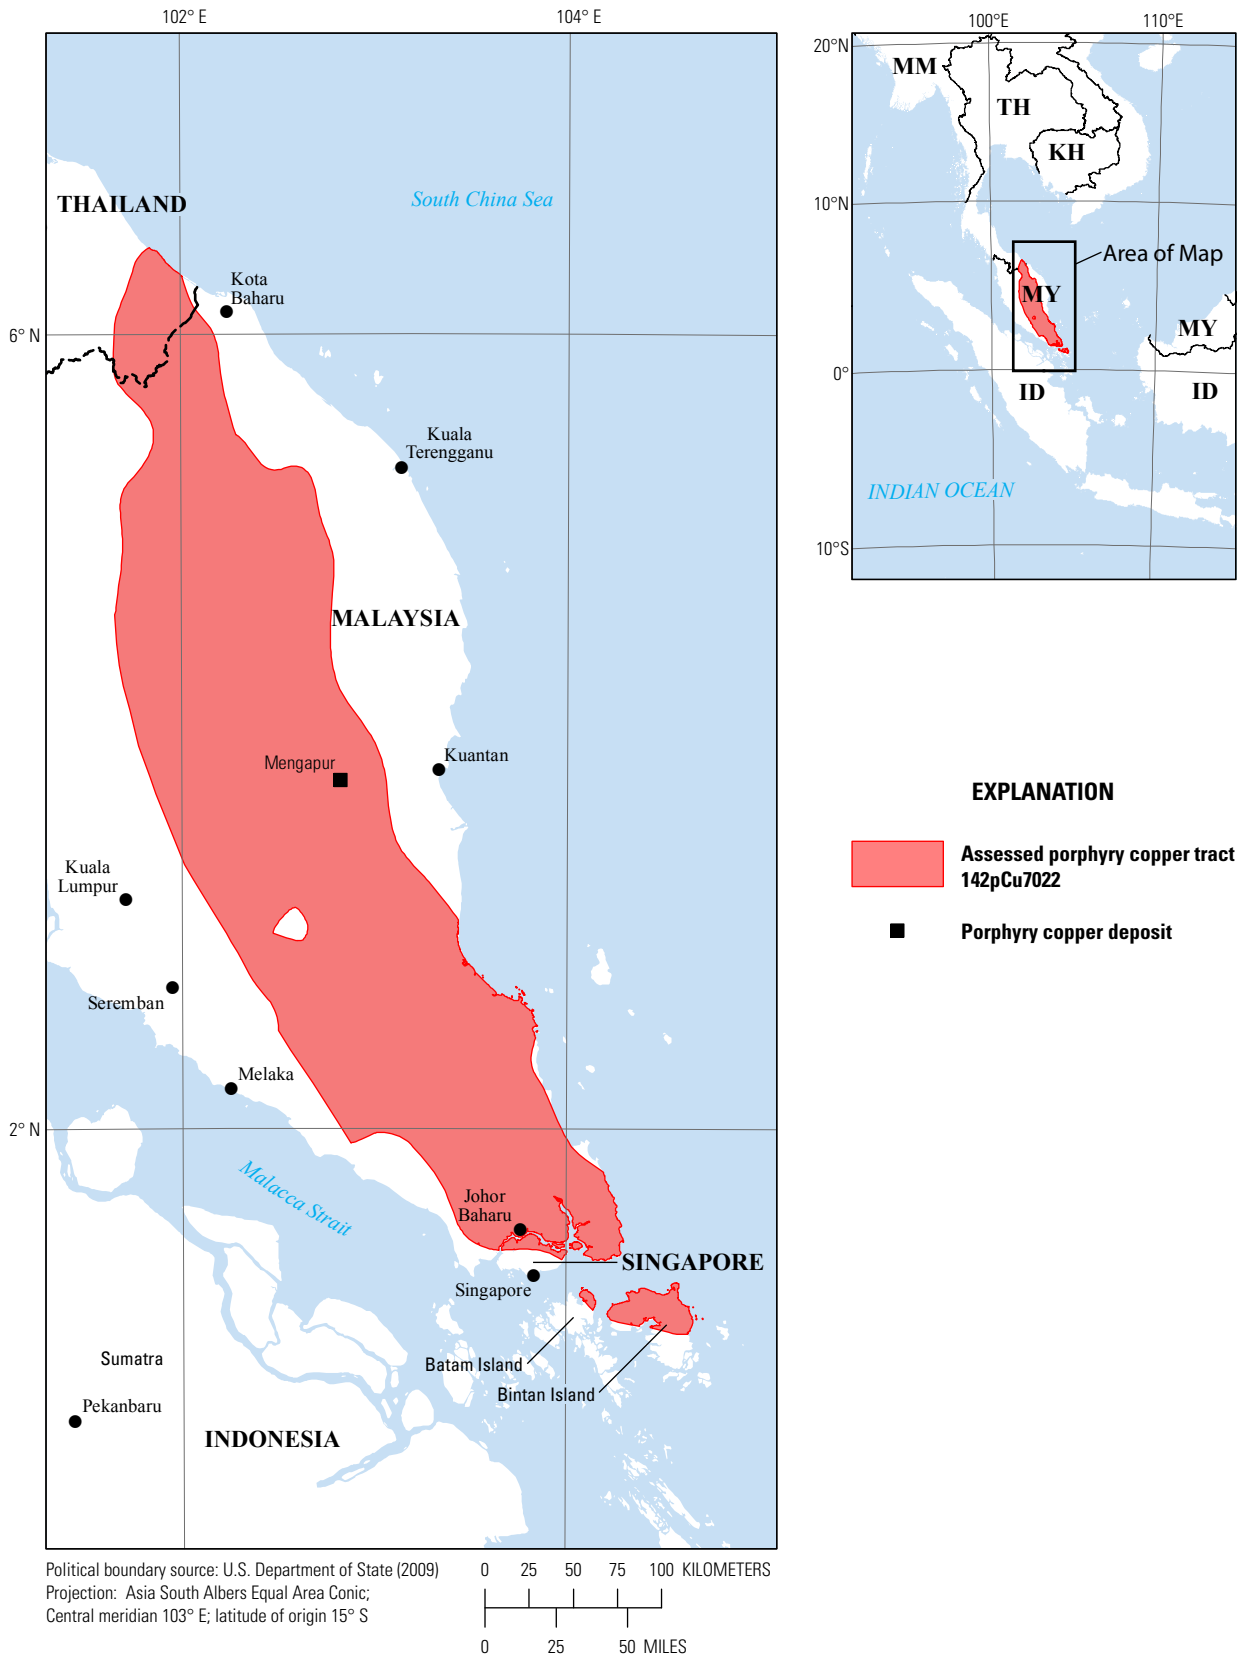 102° E
104° E
THAILAND
South China Sea
Kota
Baharu
6° N
Kuala
Terengganu
MALAYSIA
Mengapur
Kuantan
Kuala
Lumpur
Seremban
Melaka
2° N
Malacca Strait
Johor
Baharu
SINGAPORE
Singapore
Batam Island
Bintan Island
Sumatra
Pekanbaru
INDONESIA
100°E
110°E
20°N
MM
TH
KH
10°N
Area of Map
MY
MY
0°
ID
ID
INDIAN OCEAN
10°S
EXPLANATION
Assessed porphyry copper tract
142pCu7022
Porphyry copper deposit
Political boundary source: U.S. Department of State (2009)
Projection: Asia South Albers Equal Area Conic;
Central meridian 103° E; latitude of origin 15° S
0 25 50 75 100 KILOMETERS
0 25 50 MILES